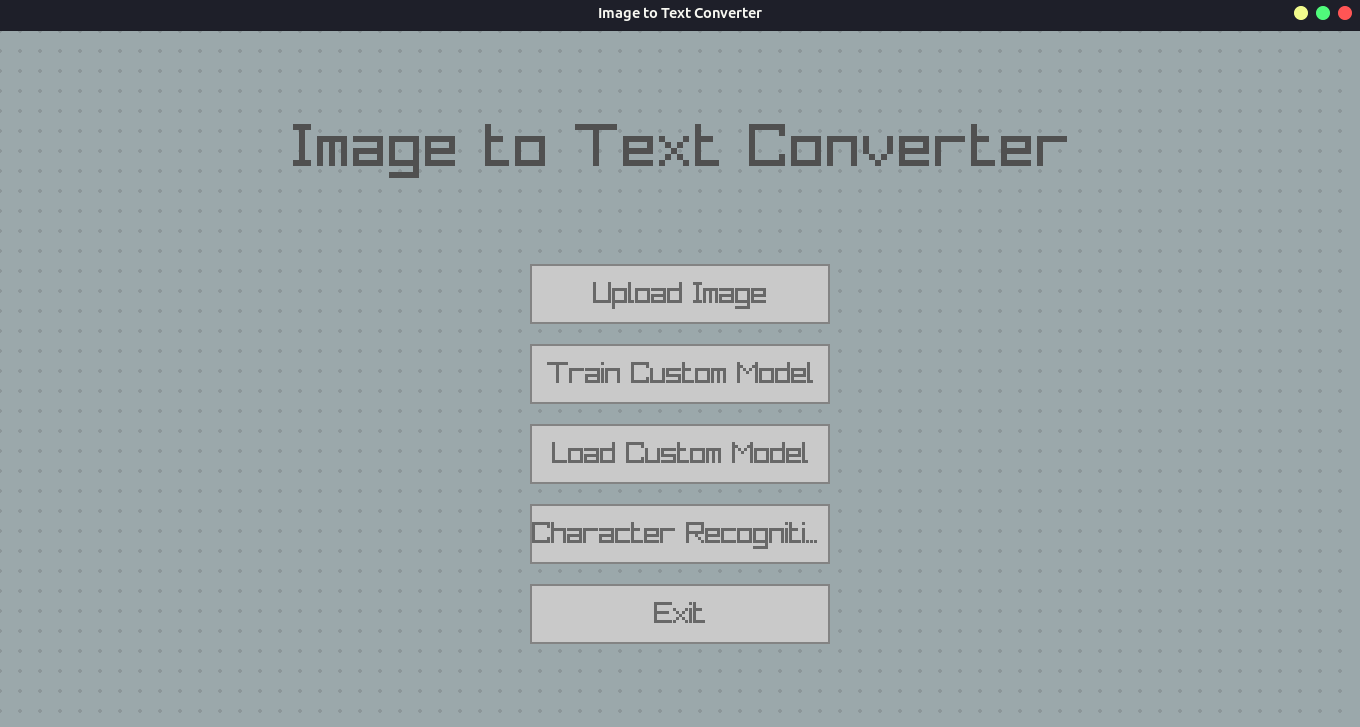 Image to Text Converter
Image to Text Converter
Upload Image
Train Custom Model
Load Custom Model
Character Recogniti...
Exit